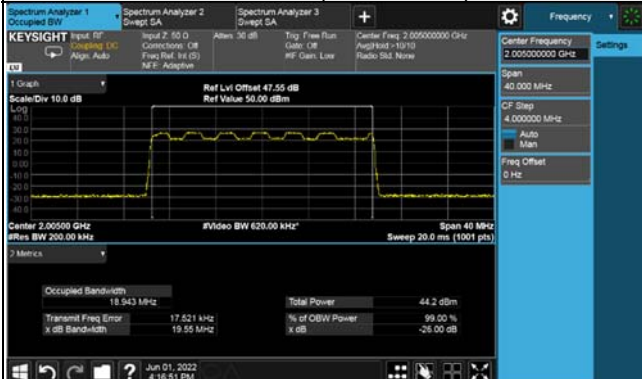 Spectrum Analyzer 1
Occupied BW
Spectrum Analyzer 2
Swept SA
Spectrum Analyzer 3
Swept SA
Frequency
KEYSIGHT
Input: RF
Coupling: DC
Align: Auto
Input Z: 50 Ω
Corrections: Off
Freq Ref: Int (S)
NFE: Adaptive
Atten: 36 dB
Trig: Free Run
Gate: Off
#IF Gain: Low
Center Freq: 2.005000000 GHz
Avg|Hold:>10/10
Radio Std: None
Center Frequency
2.005000000 GHz
Settings
Span
40.000 MHz
CF Step
4.000000 MHz
Auto
Man
Freq Offset
0 Hz
1 Graph
Scale/Div 10.0 dB
Ref Lvl Offset 47.55 dB
Ref Value 50.00 dBm
Log
40.0
30.0
20.0
10.0
0.00
-10.0
-20.0
-30.0
-40.0
Center 2.00500 GHz
#Res BW 200.00 kHz
#Video BW 620.00 kHz*
Span 40 MHz
Sweep 20.0 ms (1001 pts)
2 Metrics
Occupied Bandwidth
18.943 MHz
Total Power 44.2 dBm
Transmit Freq Error 17.521 kHz
% of OBW Power 99.00 %
x dB Bandwidth 19.55 MHz
x dB -26.00 dB
Jun 01, 2022
4:16:51 PM